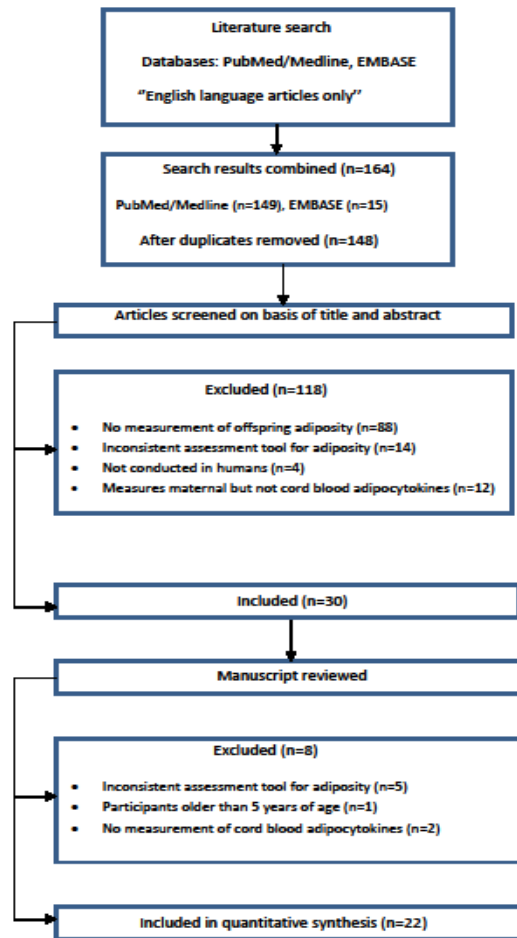 Literature search
Databases: PubMed/Medline, EMBASE
“English language articles only”
Search results combined (n=164)
PubMed/Medline (n=149), EMBASE (n=15)
After duplicates removed (n=148)
Articles screened on basis of title and abstract
Excluded (n=118)
• No measurement of offspring adiposity (n=88)
• Inconsistent assessment tool for adiposity (n=14)
• Not conducted in humans (n=4)
• Measures maternal but not cord blood adipocytokines (n=12)
Included (n=30)
Manuscript reviewed
Excluded (n=8)
• Inconsistent assessment tool for adiposity (n=5)
• Participants older than 5 years of age (n=1)
• No measurement of cord blood adipocytokines (n=2)
Included in quantitative synthesis (n=22)